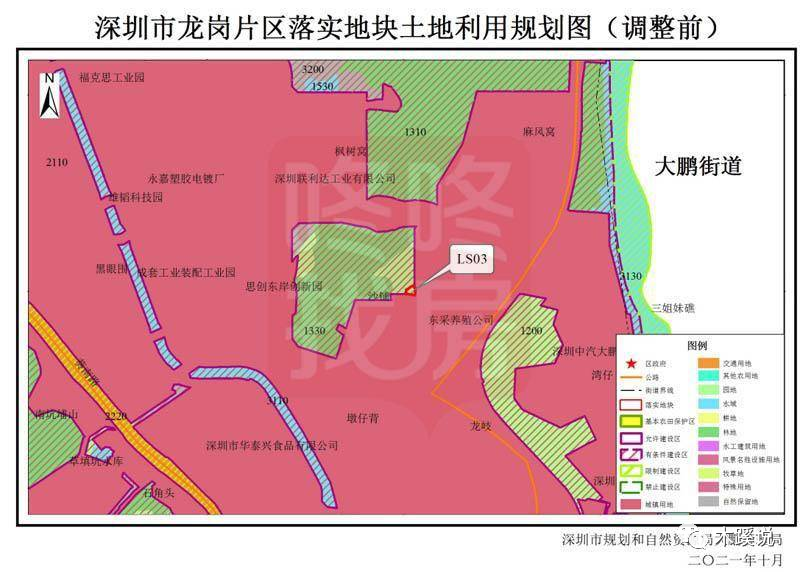 深圳市龙岗片区落实地块土地利用规划图（调整前）
N
福克思工业园
3200
1530
1310
麻风窝
枫树窝
2110
永嘉塑胶电镀厂
深圳联利达工业有限公司
大鹏街道
雄韬科技园
LS03
黑眼围
成套工业装配工业园
3130
思创东岸创新园
沙铺
三姐妹礁
东采养殖公司
1330
1200
深圳中汽大鹏
湾仔
3110
2220
南坑埔山
墩仔背
龙岐
深圳市华泰兴食品有限公司
草填坑水库
石角头
深圳
图例
区政府
公路
街道界线
落实地块
基本农田保护区
允许建设区
有条件建设区
限制建设区
禁止建设区
城镇用地
交通用地
其他农用地
园地
水域
耕地
林地
水工建筑用地
风景名胜设施用地
牧草地
特殊用地
自然保留地
咚咚找房
深圳市规划和自然资
局
木蹊说
二〇二一年十月